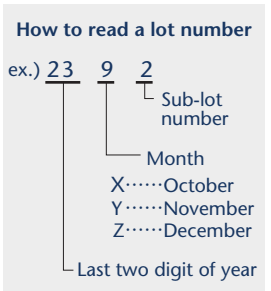 How to read a lot number
ex.) 23 9 2
Sub-lot
number
Month
X······October
Y······November
Z······December
Last two digit of year